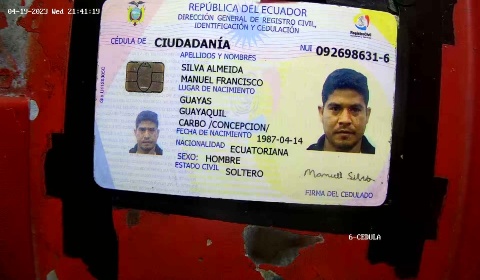 04-19-2023 Wed 21:41:19
REPÚBLICA DEL ECUADOR
DIRECCIÓN GENERAL DE REGISTRO CIVIL,
IDENTIFICACIÓN Y CEDULACIÓN
CÉDULA DE CIUDADANÍA
NUI 092698631-6
APELLIDOS Y NOMBRES
SILVA ALMEIDA
MANUEL FRANCISCO
LUGAR DE NACIMIENTO
GUAYAS
GUAYAQUIL
CARBO /CONCEPCION/
FECHA DE NACIMIENTO 1987-04-14
NACIONALIDAD ECUATORIANA
SEXO: HOMBRE
ESTADO CIVIL SOLTERO
Manuel Silva
FIRMA DEL CEDULADO
6-CEDULA